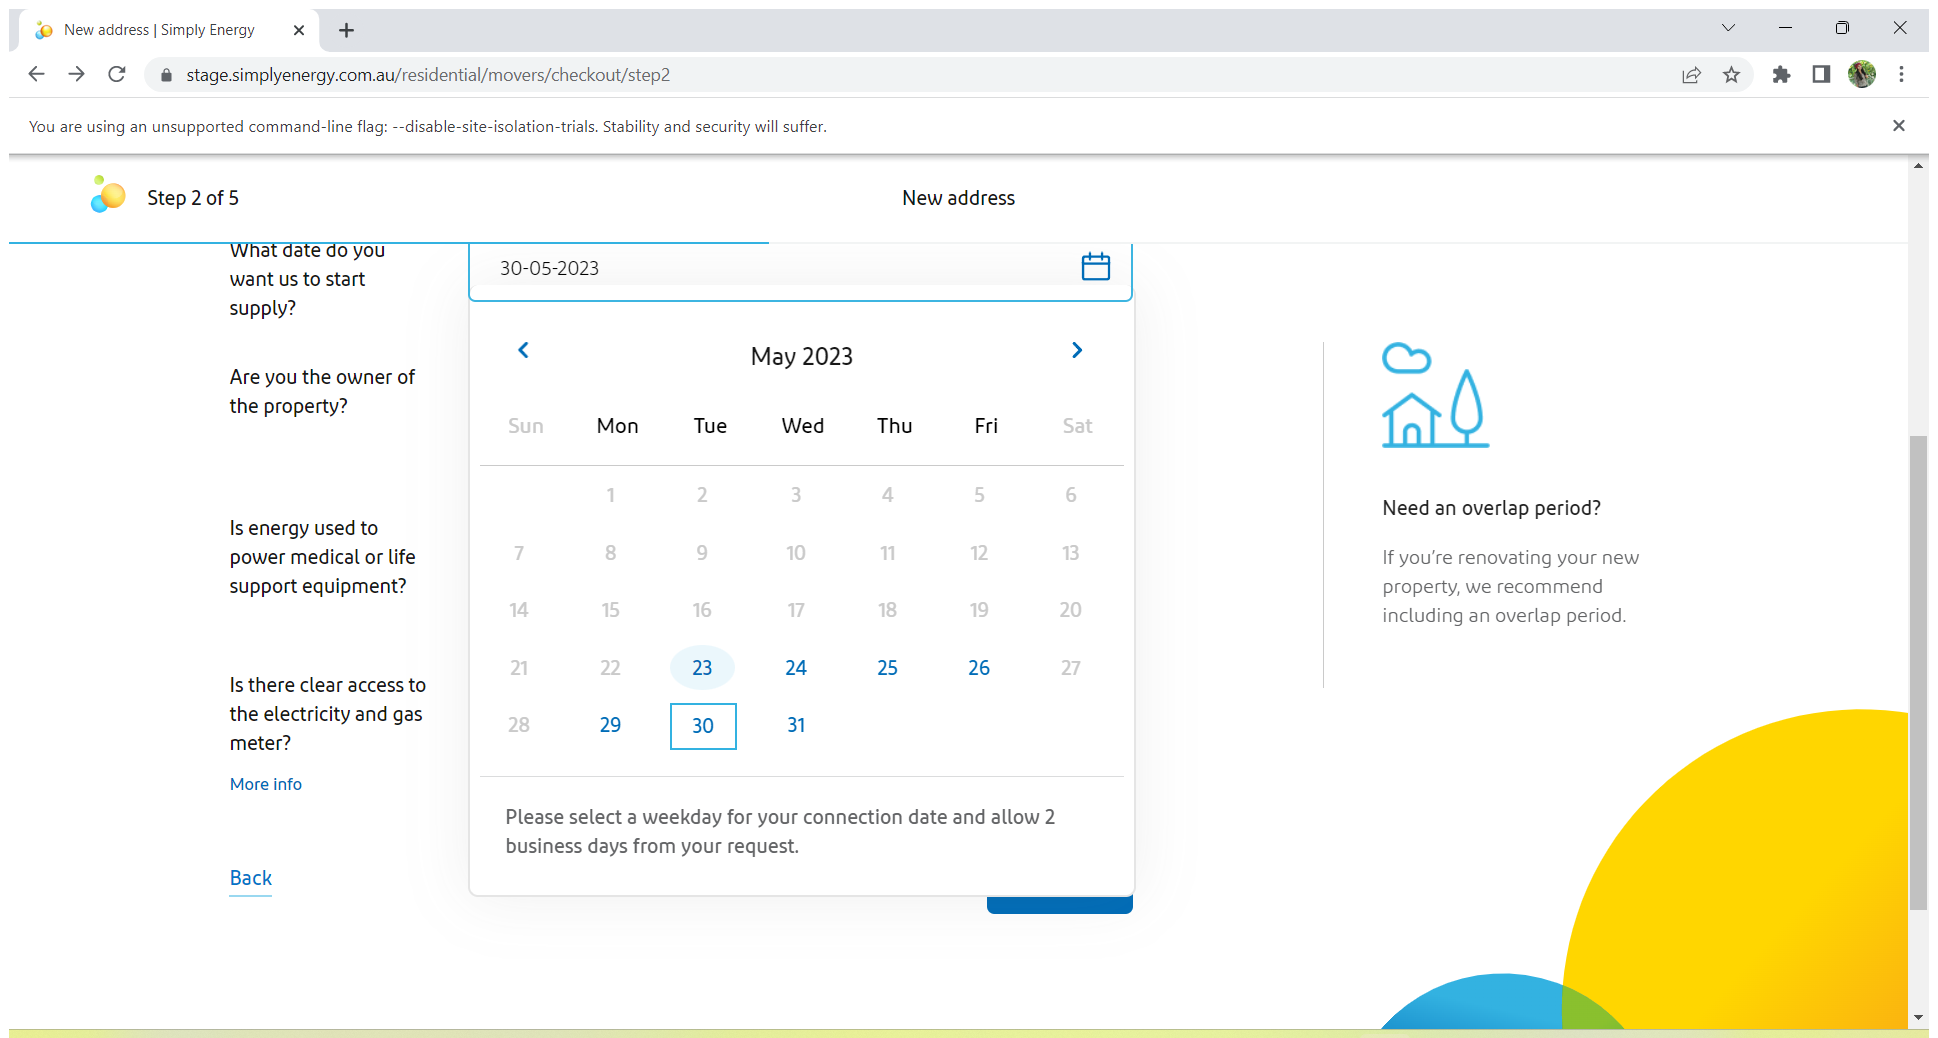 New address | Simply Energy
stage.simplyenergy.com.au/residential/movers/checkout/step2
You are using an unsupported command-line flag: --disable-site-isolation-trials. Stability and security will suffer.
Step 2 of 5
New address
What date do you
want us to start
supply?
30-05-2023
May 2023
Sun Mon Tue Wed Thu Fri Sat
1 2 3 4 5 6
7 8 9 10 11 12 13
14 15 16 17 18 19 20
21 22 23 24 25 26 27
28 29 30 31
Please select a weekday for your connection date and allow 2
business days from your request.
Are you the owner of
the property?
Is energy used to
power medical or life
support equipment?
Is there clear access to
the electricity and gas
meter?
More info
Back
Need an overlap period?
If you’re renovating your new
property, we recommend
including an overlap period.